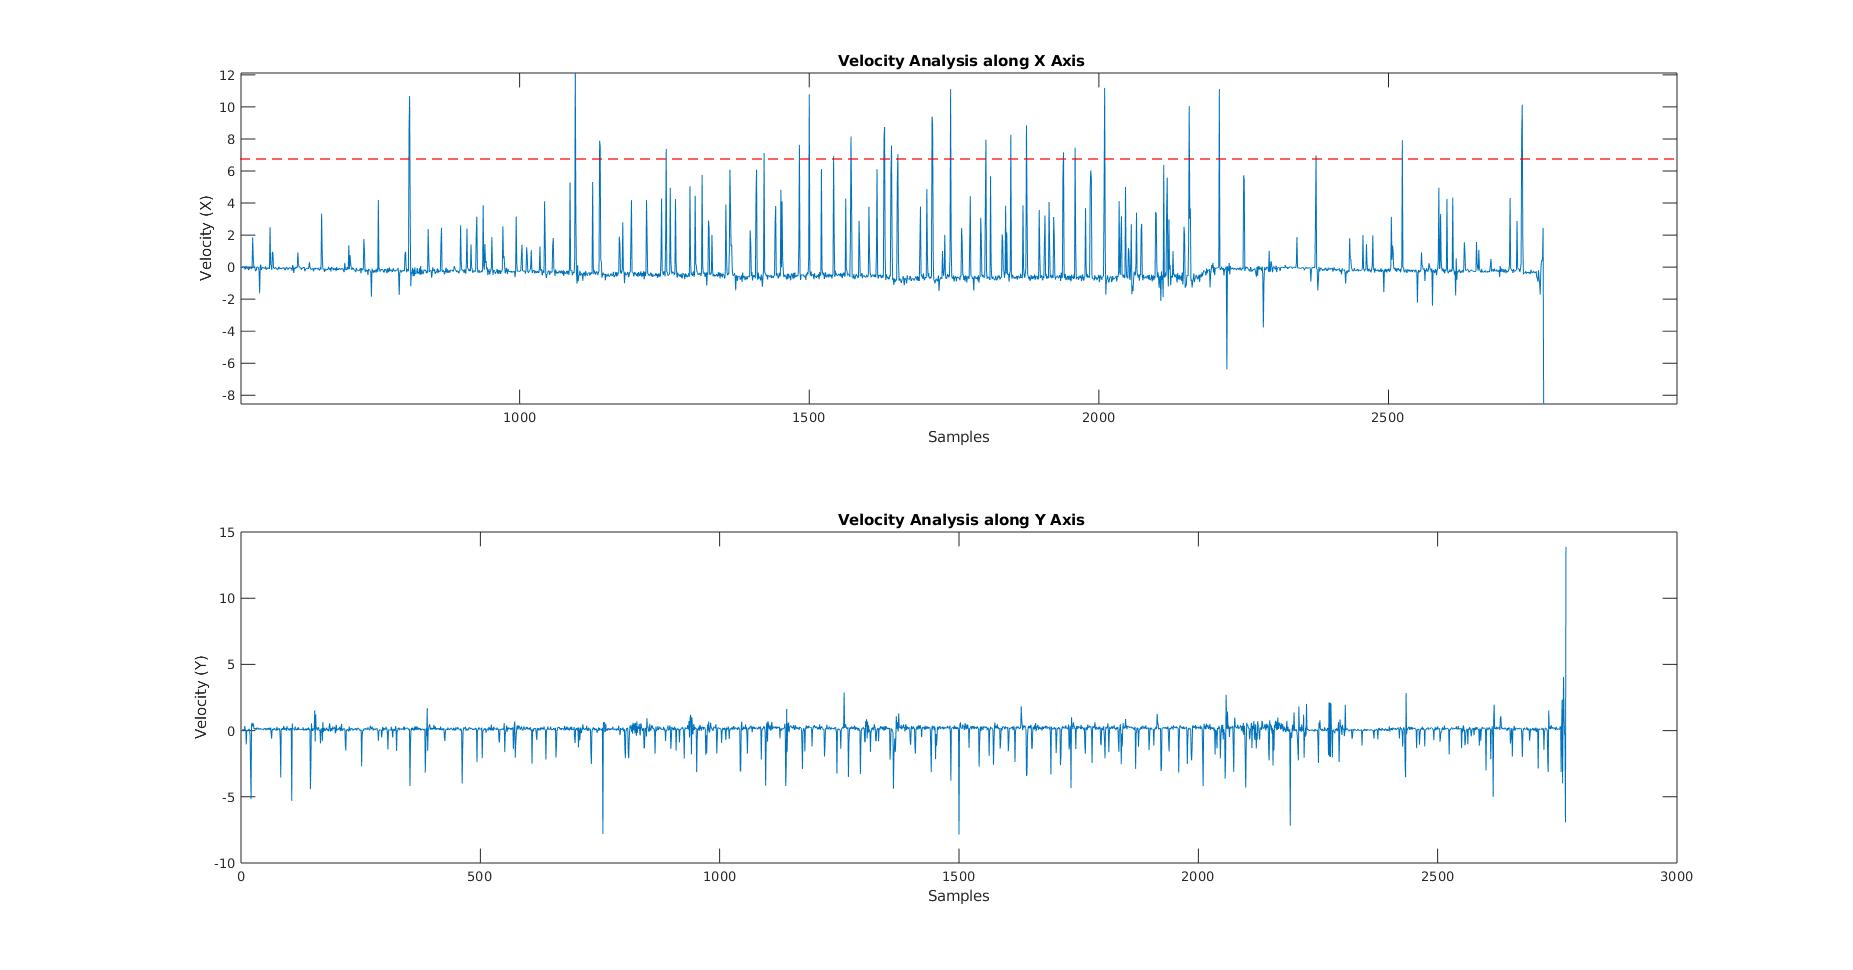 Velocity Analysis along X Axis
12
10
8
6
4
2
0
-2
-4
-6
-8
Velocity (X)
1000 1500 2000 2500
Samples
Velocity Analysis along Y Axis
15
10
5
0
-5
-10
Velocity (Y)
0 500 1000 1500 2000 2500 3000
Samples